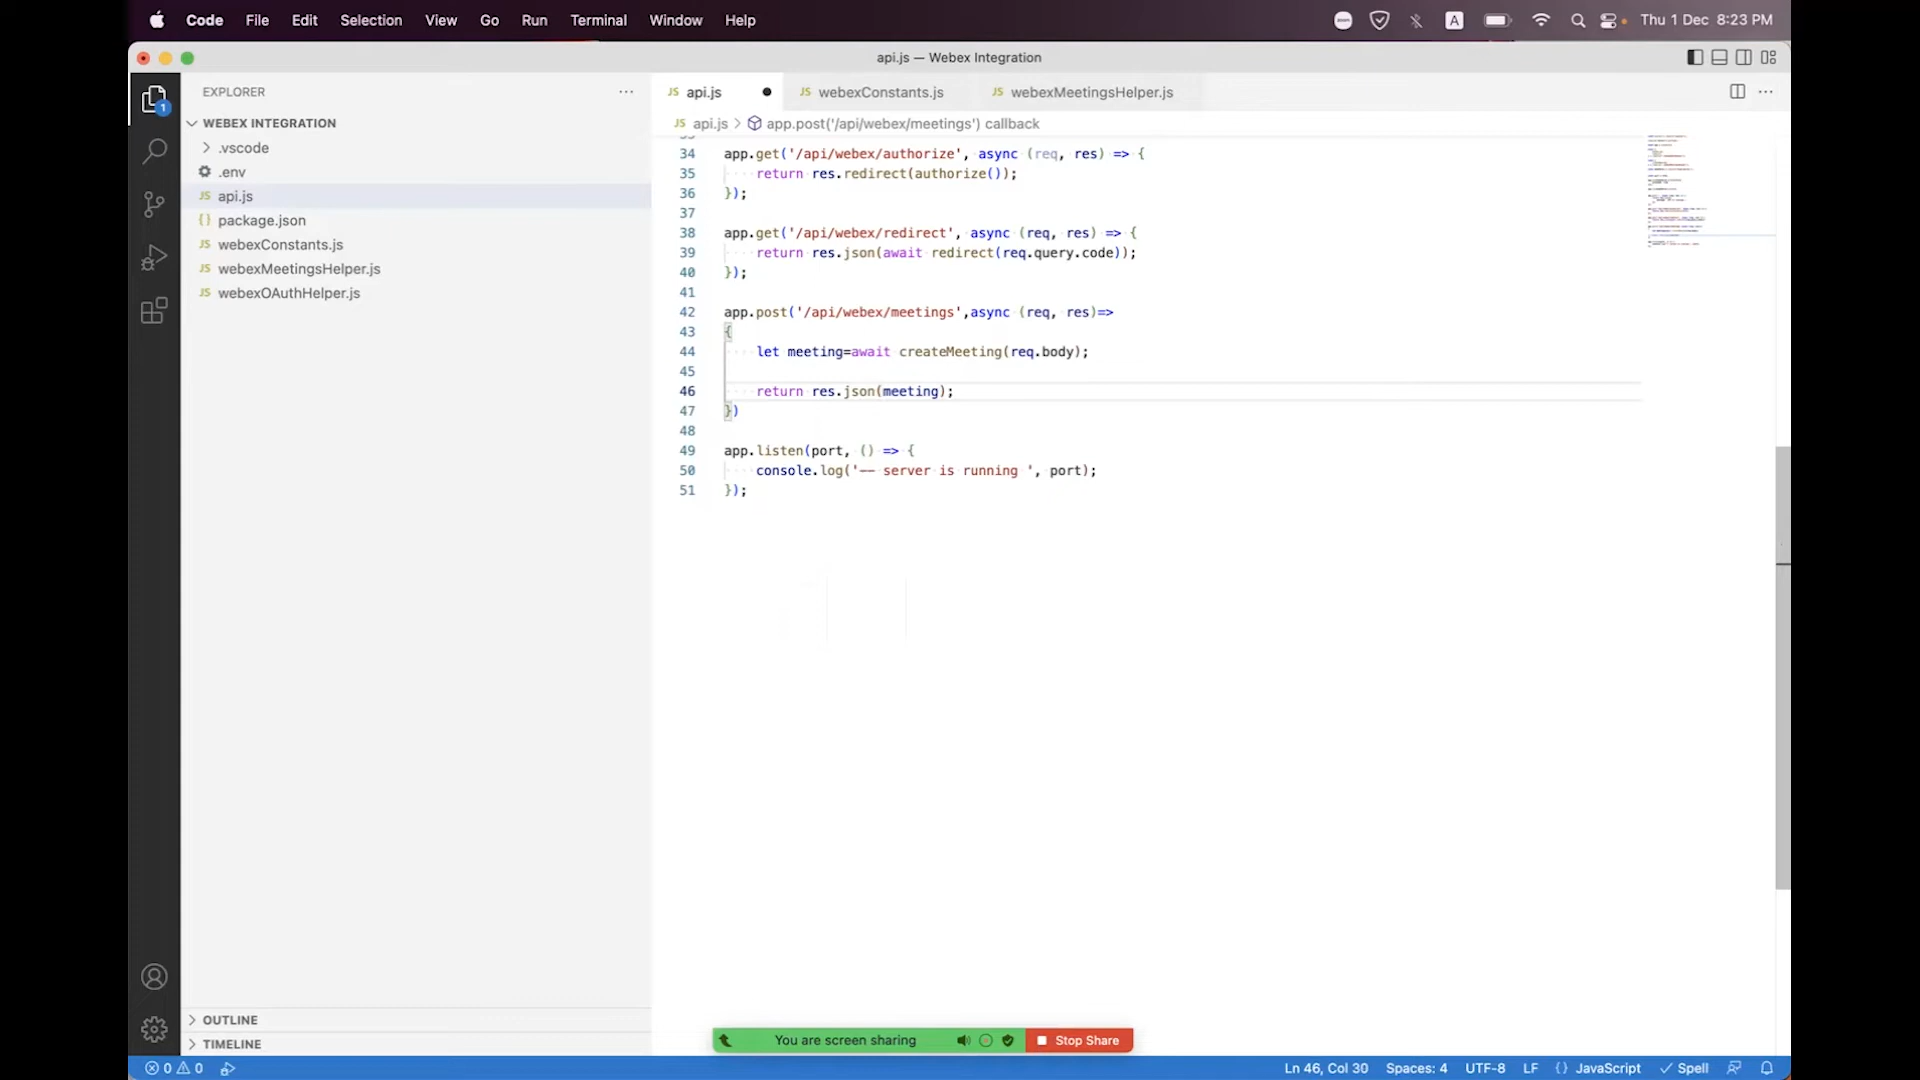 Code File Edit Selection View Go Run Terminal Window Help
A
Thu 1 Dec 8:23 PM
api.js — Webex Integration
EXPLORER
WEBEX INTEGRATION
.vscode
.env
JS api.js
{} package.json
JS webexConstants.js
JS webexMeetingsHelper.js
JS webexOAuthHelper.js
OUTLINE
TIMELINE
1
JS api.js
JS webexConstants.js
JS webexMeetingsHelper.js
JS api.js > app.post('/api/webex/meetings') callback
34 app.get('/api/webex/authorize', async (req, res) => {
35 return res.redirect(authorize());
36 });
37
38 app.get('/api/webex/redirect', async (req, res) => {
39 return res.json(await redirect(req.query.code));
40 });
41
42 app.post('/api/webex/meetings',async (req, res)=>
43 {
44 let meeting=await createMeeting(req.body);
45
46 return res.json(meeting);
47 })
48
49 app.listen(port, () => {
50 console.log('-- server is running ', port);
51 });
You are screen sharing
Stop Share
0 0
Ln 46, Col 30
Spaces: 4
UTF-8
LF
{} JavaScript
Spell